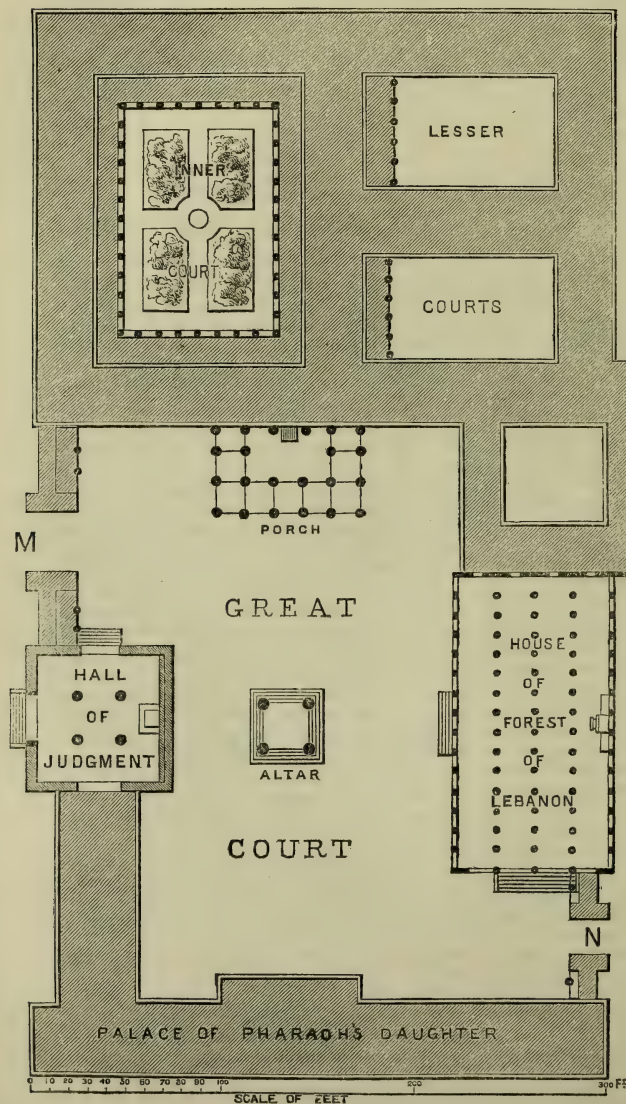 LESSER
INNER
COURT
COURTS
PORCH
M
GREAT
HALL
OF
JUDGMENT
HOUSE
OF
FOREST
OF
LEBANON
ALTAR
COURT
N
PALACE OF PHARAOH'S DAUGHTER
0 10 20 30 40 50 60 70 80 90 100 200 300 FE
SCALE OF FEET